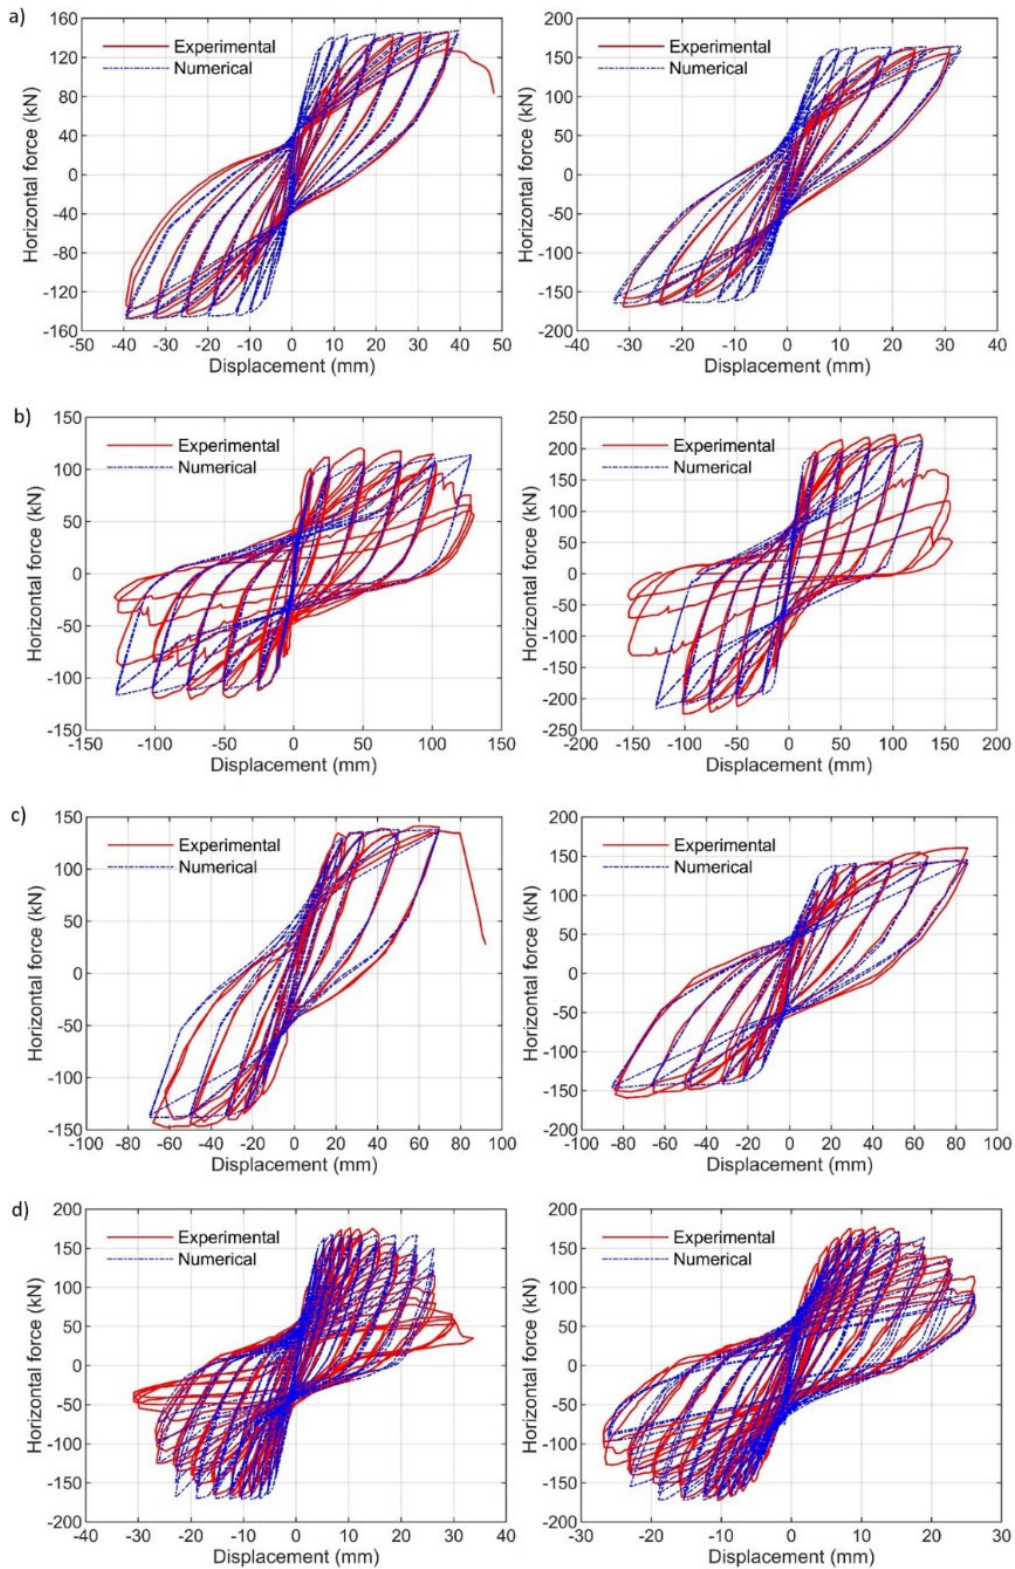 a)
160
120
80
40
0
-40
-80
-120
-160
Horizontal force (kN)
Experimental
Numerical
-50 -40 -30 -20 -10 0 10 20 30 40 50
Displacement (mm)
200
150
100
50
0
-50
-100
-150
-200
Horizontal force (kN)
Experimental
Numerical
-40 -30 -20 -10 0 10 20 30 40
Displacement (mm)
b)
150
100
50
0
-50
-100
-150
Horizontal force (kN)
Experimental
Numerical
-150 -100 -50 0 50 100 150
Displacement (mm)
250
200
150
100
50
0
-50
-100
-150
-200
-250
Horizontal force (kN)
Experimental
Numerical
-200 -150 -100 -50 0 50 100 150 200
Displacement (mm)
c)
150
100
50
0
-50
-100
-150
Horizontal force (kN)
Experimental
Numerical
-100 -80 -60 -40 -20 0 20 40 60 80 100
Displacement (mm)
200
150
100
50
0
-50
-100
-150
-200
Horizontal force (kN)
Experimental
Numerical
-100 -80 -60 -40 -20 0 20 40 60 80 100
Displacement (mm)
d)
200
150
100
50
0
-50
-100
-150
-200
Horizontal force (kN)
Experimental
Numerical
-40 -30 -20 -10 0 10 20 30 40
Displacement (mm)
200
150
100
50
0
-50
-100
-150
-200
Horizontal force (kN)
Experimental
Numerical
-30 -20 -10 0 10 20 30
Displacement (mm)